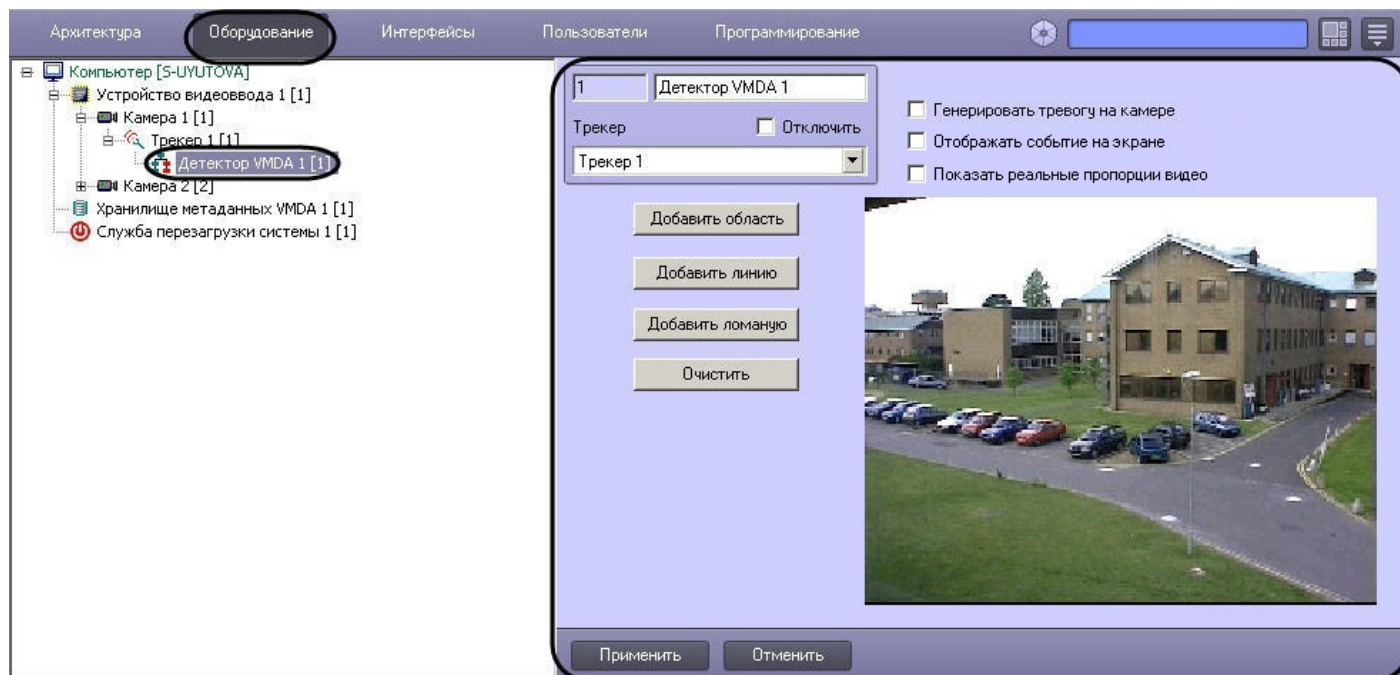 Архитектура Оборудование Интерфейсы Пользователи Программирование
Компьютер [S-UYUTOVA]
Устройство видеоввода 1 [1]
Камера 1 [1]
Трекер 1 [1]
Детектор VMDA 1 [1]
Камера 2 [2]
Хранилище метаданных VMDA 1 [1]
Служба перезагрузки системы 1 [1]
1 Детектор VMDA 1
Трекер Отключить
Трекер 1
Генерировать тревогу на камере
Отображать событие на экране
Показать реальные пропорции видео
Добавить область
Добавить линию
Добавить ломаную
Очистить
Применить Отменить